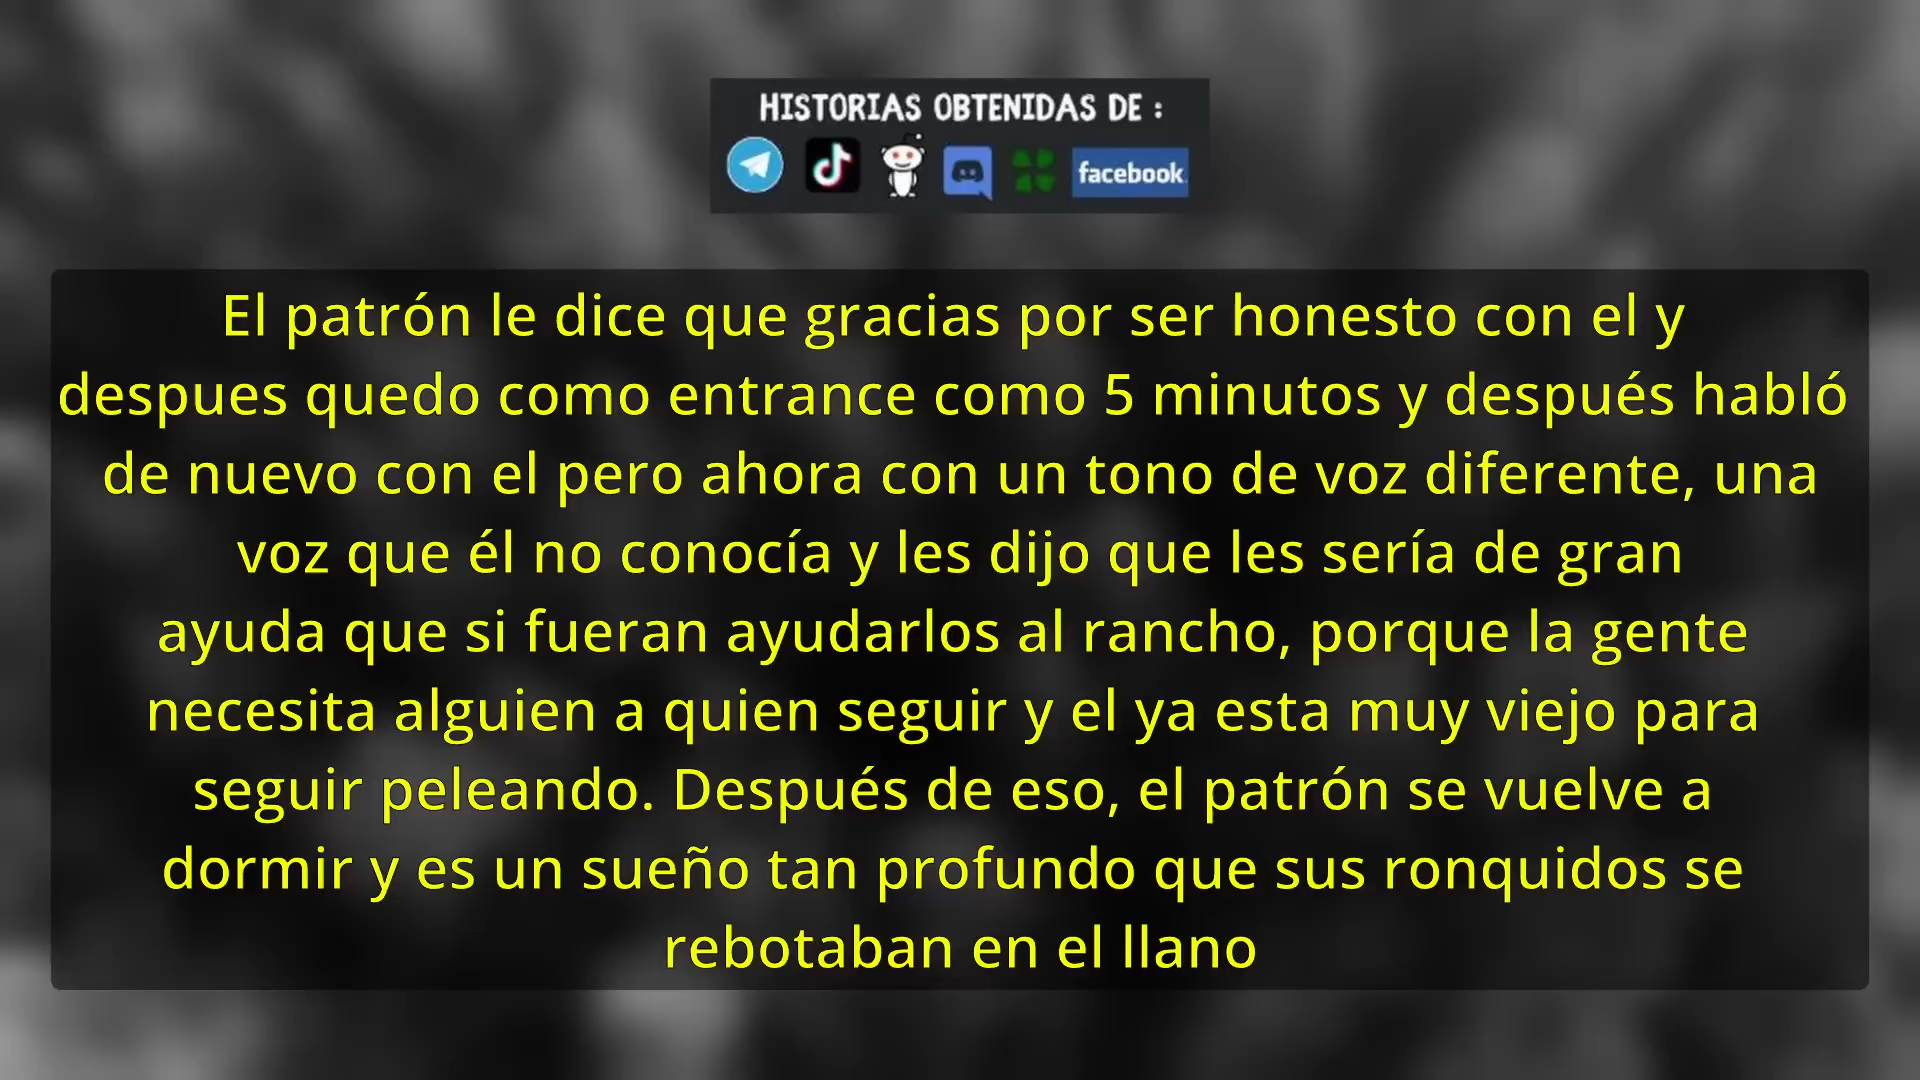 HISTORIAS OBTENIDAS DE :
facebook
El patrón le dice que gracias por ser honesto con el y
despues quedo como entrance como 5 minutos y después habló
de nuevo con el pero ahora con un tono de voz diferente, una
voz que él no conocía y les dijo que les sería de gran
ayuda que si fueran ayudarlos al rancho, porque la gente
necesita alguien a quien seguir y el ya esta muy viejo para
seguir peleando. Después de eso, el patrón se vuelve a
dormir y es un sueño tan profundo que sus ronquidos se
rebotaban en el llano